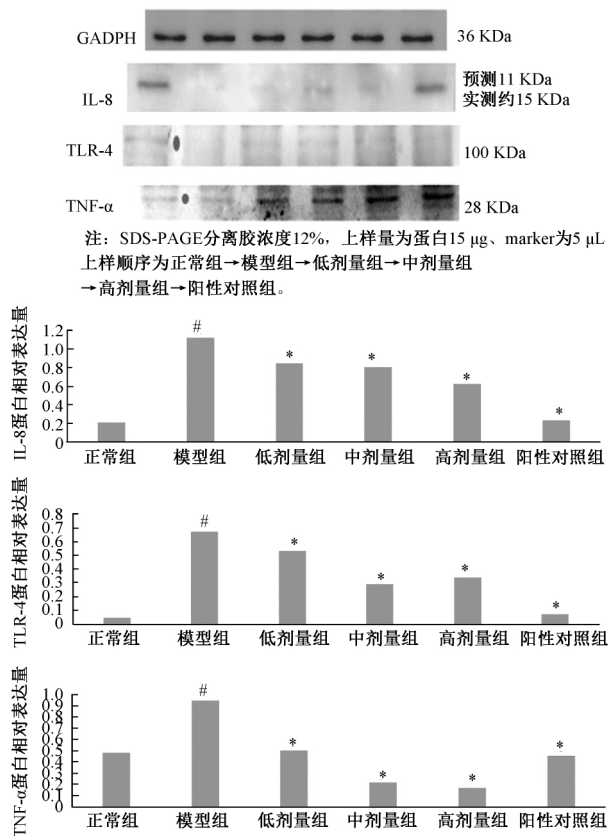 GADPH
36 KDa
IL-8
预测11 KDa
实测约15 KDa
TLR-4
100 KDa
TNF-α
28 KDa
注：SDS-PAGE分离胶浓度12%，上样量为蛋白15 μg、marker为5 μL
上样顺序为正常组→模型组→低剂量组→中剂量组
→高剂量组→阳性对照组。
IL-8蛋白相对表达量
1.2
1.0
0.8
0.6
0.4
0.2
0
#
*
*
*
*
正常组 模型组 低剂量组 中剂量组 高剂量组 阳性对照组
TLR-4蛋白相对表达量
0.8
0.7
0.6
0.5
0.4
0.3
0.2
0.1
0
#
*
*
*
*
正常组 模型组 低剂量组 中剂量组 高剂量组 阳性对照组
TNF-α蛋白相对表达量
1.0
0.9
0.8
0.7
0.6
0.5
0.4
0.3
0.2
0.1
0
#
*
*
*
*
正常组 模型组 低剂量组 中剂量组 高剂量组 阳性对照组